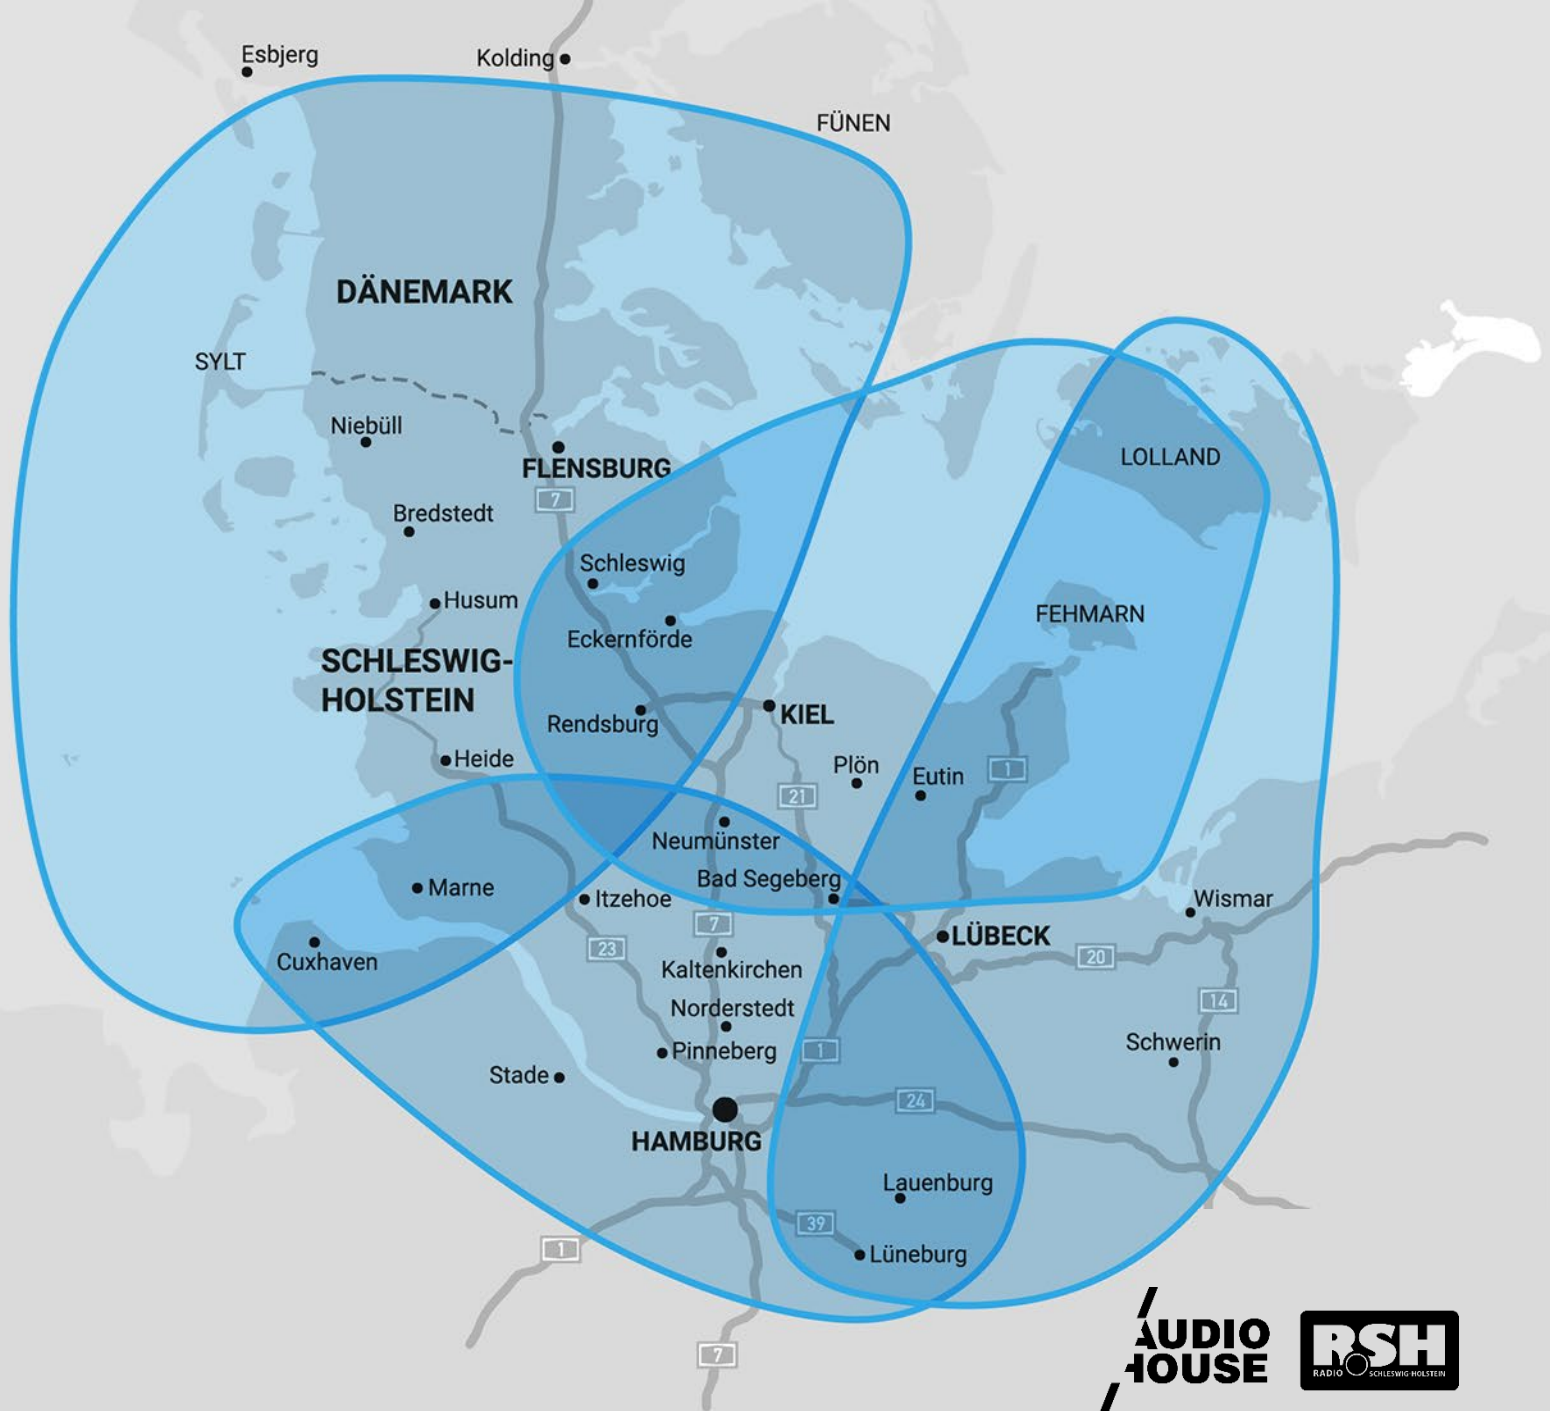 Esbjerg
Kolding
FÜNEN
DÄNEMARK
SYLT
Niebüll
FLENSBURG
7
LOLLAND
Bredstedt
Schleswig
Husum
FEHMARN
Eckernförde
SCHLESWIG-
HOLSTEIN
Rendsburg
KIEL
Heide
Plön
Eutin
1
21
Neumünster
Bad Segeberg
Marne
Itzehoe
Wismar
7
LÜBECK
23
20
Cuxhaven
Kaltenkirchen
14
Norderstedt
Pinneberg
1
Schwerin
Stade
24
HAMBURG
Lauenburg
39
1
Lüneburg
7
AUDIO
HOUSE
RSH
RADIO SCHLESWIG-HOLSTEIN